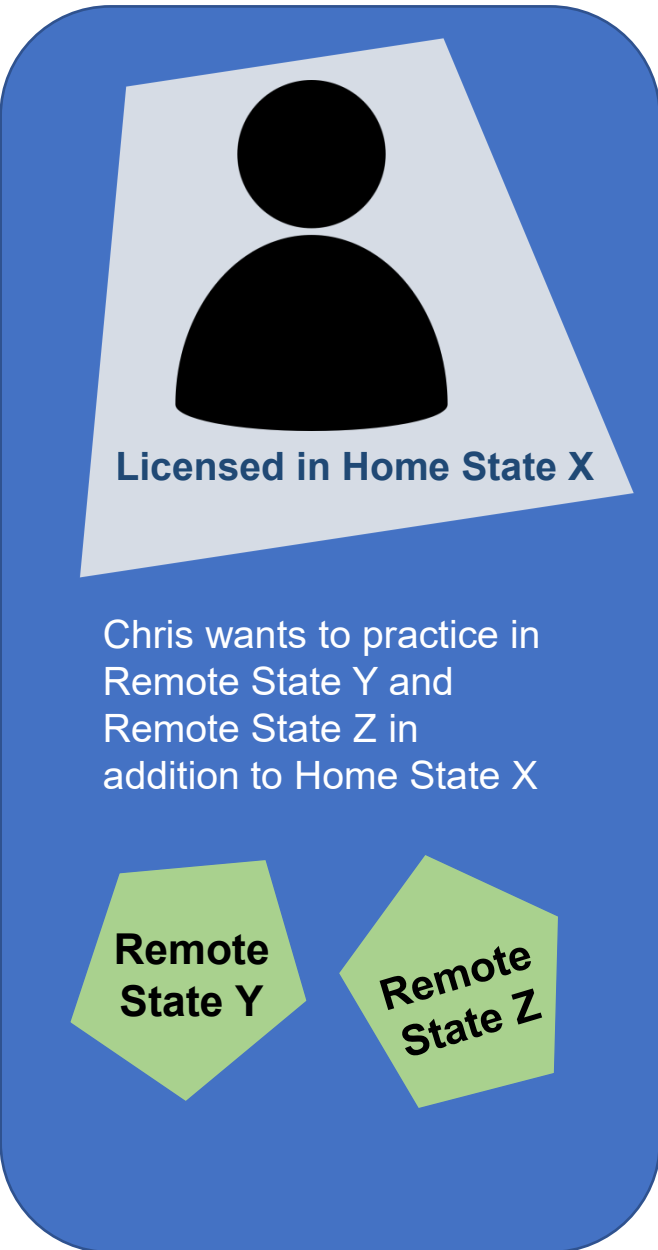 Licensed in Home State X
Chris wants to practice in
Remote State Y and
Remote State Z in
addition to Home State X
Remote
State Y
Remote
State Z